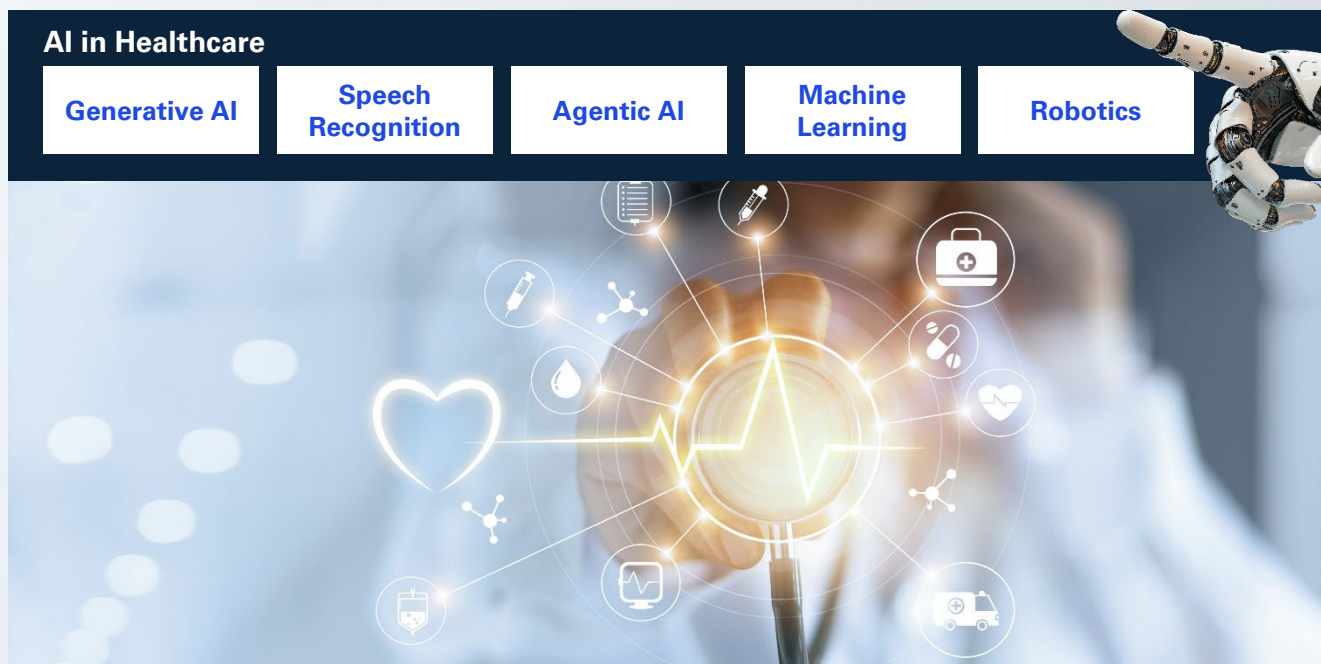 AI in Healthcare
Generative AI
Speech
Recognition
Agentic AI
Machine
Learning
Robotics